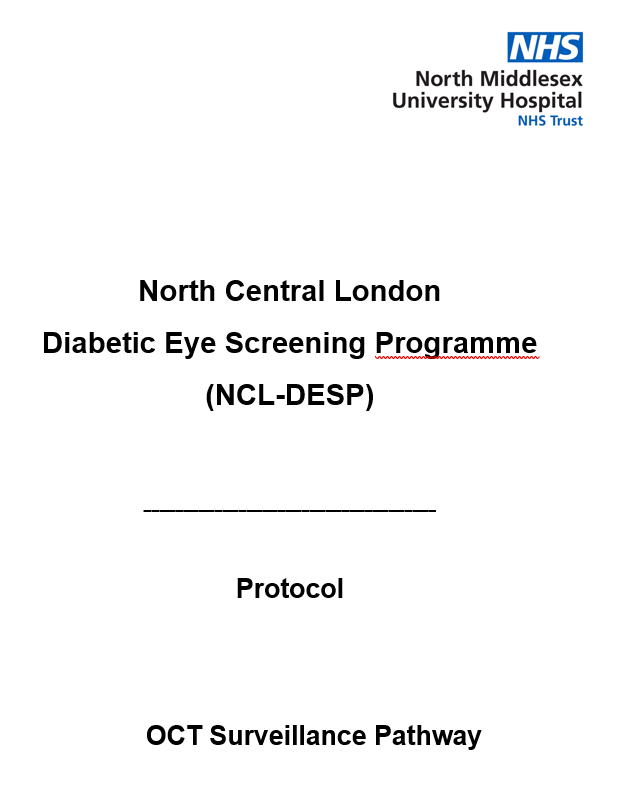 NHS
North Middlesex
University Hospital
NHS Trust
North Central London
Diabetic Eye Screening Programme
(NCL-DESP)
___________________________________
Protocol
OCT Surveillance Pathway